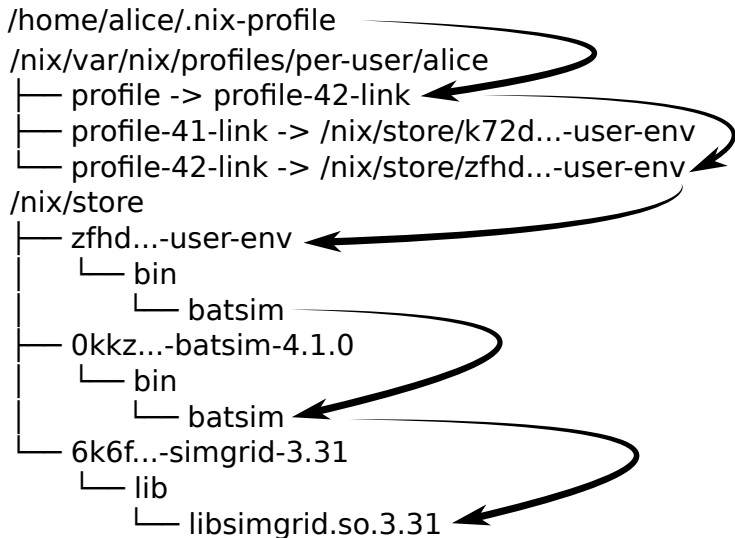 /home/alice/.nix-profile
/nix/var/nix/profiles/per-user/alice
├── profile -> profile-42-link
├── profile-41-link -> /nix/store/k72d...-user-env
└── profile-42-link -> /nix/store/zfhd...-user-env
/nix/store
├── zfhd...-user-env
│   └── bin
│       └── batsim
├── 0kkz...-batsim-4.1.0
│   └── bin
│       └── batsim
└── 6k6f...-simgrid-3.31
    └── lib
        └── libsimgrid.so.3.31